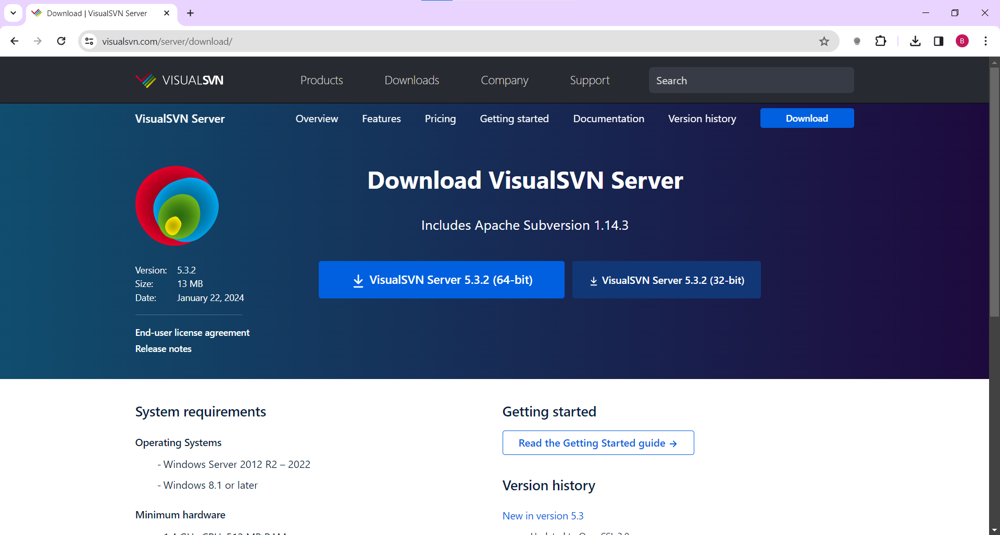 Download | VisualSVN Server
visualsvn.com/server/download/
B
VISUALSVN
Products
Downloads
Company
Support
Search
VisualSVN Server
Overview
Features
Pricing
Getting started
Documentation
Version history
Download
Download VisualSVN Server
Includes Apache Subversion 1.14.3
VisualSVN Server 5.3.2 (64-bit)
VisualSVN Server 5.3.2 (32-bit)
Version: 5.3.2
Size: 13 MB
Date: January 22, 2024
End-user license agreement
Release notes
System requirements
Operating Systems
- Windows Server 2012 R2 – 2022
- Windows 8.1 or later
Minimum hardware
Getting started
Read the Getting Started guide →
Version history
New in version 5.3